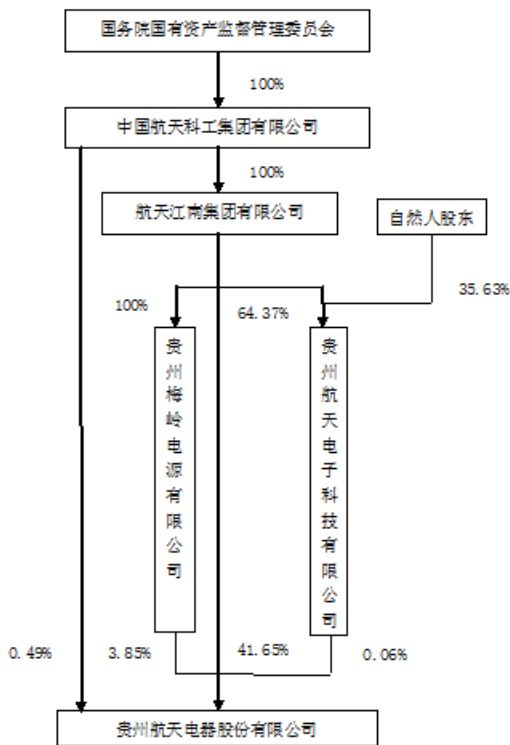 国务院国有资产监督管理委员会
100%
中国航天科工集团有限公司
100%
航天江南集团有限公司
自然人股东
35.63%
100%
64.37%
贵州梅岭电源有限公司
贵州航天电子科技有限公司
0.49%
3.85%
41.65%
0.06%
贵州航天电器股份有限公司